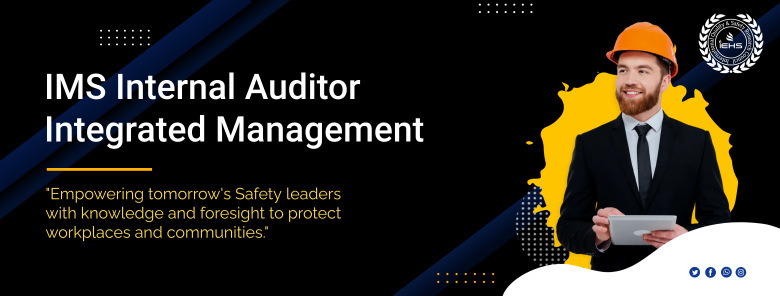 IMS Internal Auditor
Integrated Management
"Empowering tomorrow's Safety leaders
with knowledge and foresight to protect
workplaces and communities."
IEHS